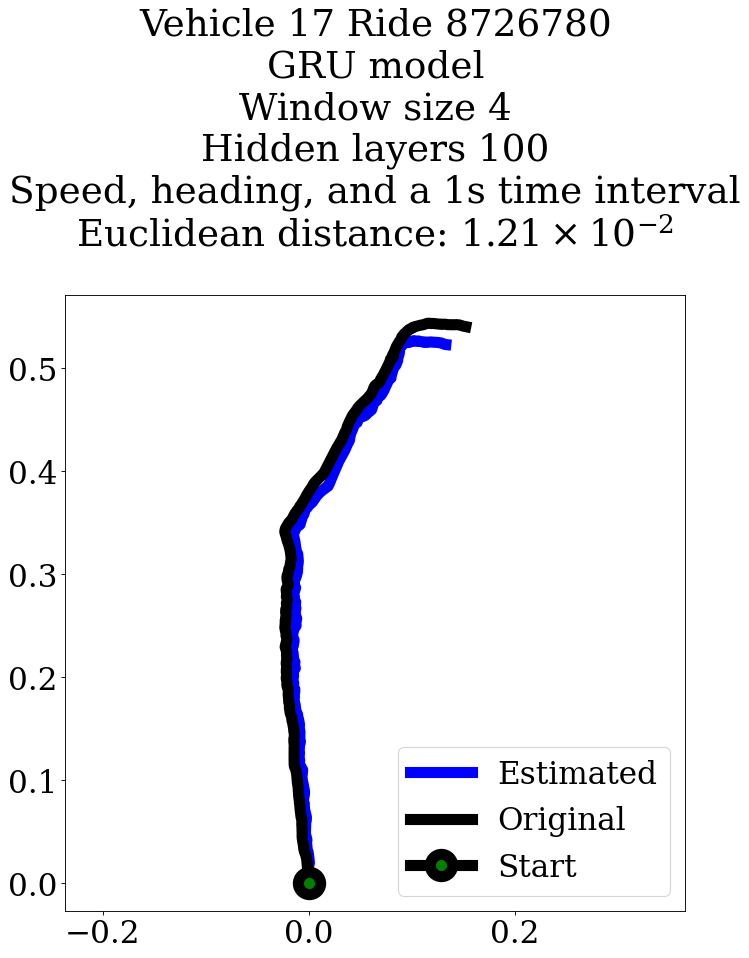 Vehicle 17 Ride 8726780
GRU model
Window size 4
Hidden layers 100
Speed, heading, and a 1s time interval
Euclidean distance: 1.21 × 10⁻²
0.5
0.4
0.3
0.2
0.1
0.0
−0.2 0.0 0.2
Estimated
Original
Start